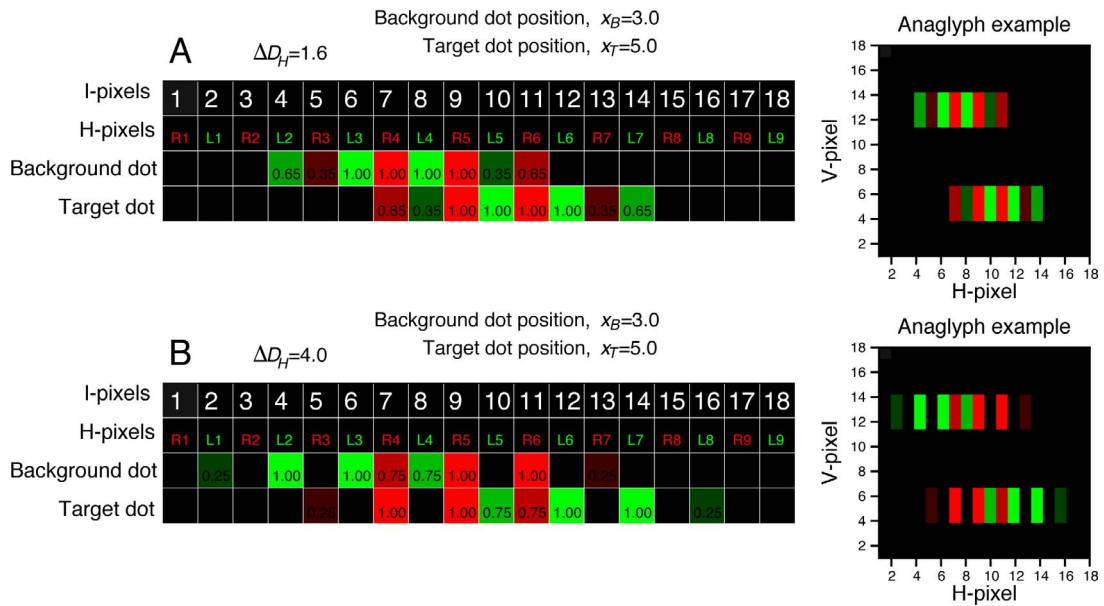 Background dot position, x_B=3.0
A ΔD_H=1.6 Target dot position, x_T=5.0
I-pixels 1 2 3 4 5 6 7 8 9 10 11 12 13 14 15 16 17 18
H-pixels R1 L1 R2 L2 R3 L3 R4 L4 R5 L5 R6 L6 R7 L7 R8 L8 R9 L9
Background dot 0.65 0.35 1.00 1.00 1.00 1.00 0.35 0.65
Target dot 0.65 0.35 1.00 1.00 1.00 1.00 0.35 0.65
Anaglyph example
V-pixel
18
16
14
12
10
8
6
4
2
2 4 6 8 10 12 14 16 18
H-pixel
Background dot position, x_B=3.0
B ΔD_H=4.0 Target dot position, x_T=5.0
I-pixels 1 2 3 4 5 6 7 8 9 10 11 12 13 14 15 16 17 18
H-pixels R1 L1 R2 L2 R3 L3 R4 L4 R5 L5 R6 L6 R7 L7 R8 L8 R9 L9
Background dot 0.25 1.00 1.00 0.75 0.75 1.00 1.00 0.25
Target dot 0.25 1.00 1.00 0.75 0.75 1.00 1.00 0.25
Anaglyph example
V-pixel
18
16
14
12
10
8
6
4
2
2 4 6 8 10 12 14 16 18
H-pixel